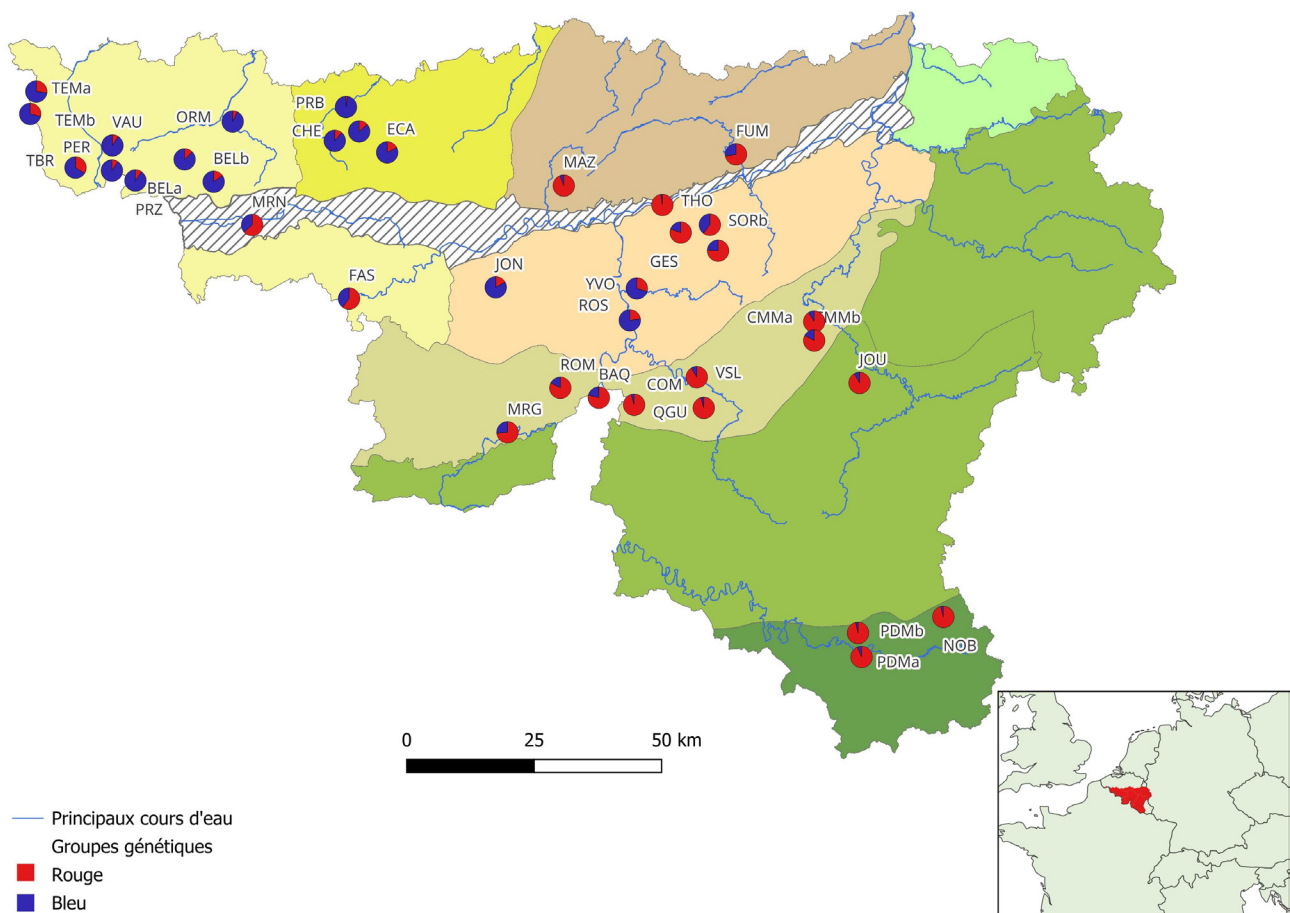 TEMa
PRB
TEMb
VAU
ORM
CHE
ECA
FUM
PER
TBR
BELb
MAZ
BELa
THO
PRZ
MRN
SORb
JON
GES
FAS
YVO
ROS
CMMa
MMb
ROM
BAQ
COM
VSL
JOU
MRG
QGU
PDMb
NOB
PDMa
0
25
50 km
Principaux cours d'eau
Groupes génétiques
Rouge
Bleu